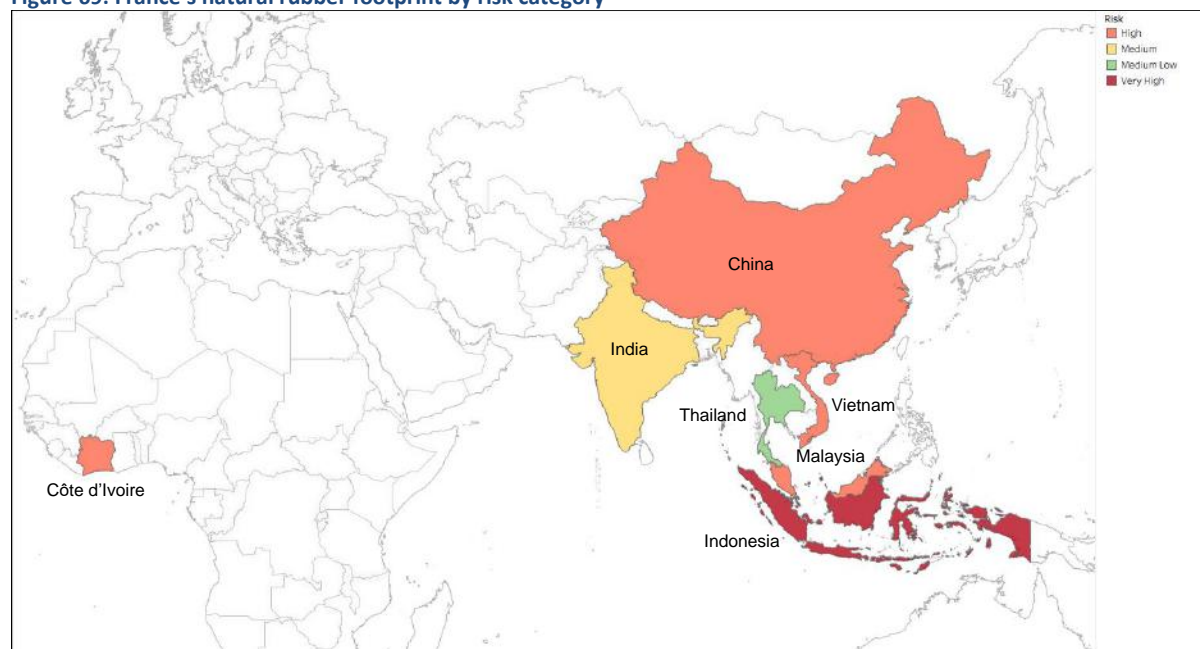 Figure 69: France's natural rubber footprint by risk category
Risk
High
Medium
Medium Low
Very High
China
India
Thailand
Vietnam
Malaysia
Côte d'Ivoire
Indonesia